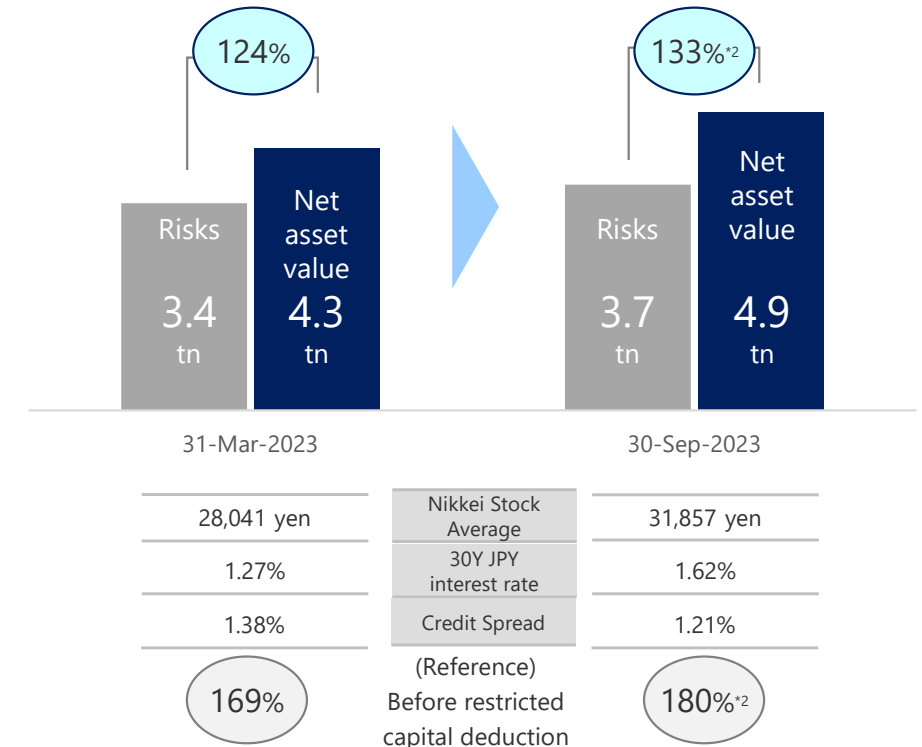 124%
133%*2
Risks
3.4
tn
Net
asset
value
4.3
tn
Risks
3.7
tn
Net
asset
value
4.9
tn
31-Mar-2023
30-Sep-2023
28,041 yen
Nikkei Stock
Average
31,857 yen
1.27%
30Y JPY
interest rate
1.62%
1.38%
Credit Spread
1.21%
169%
(Reference)
Before restricted
capital deduction
180%*2